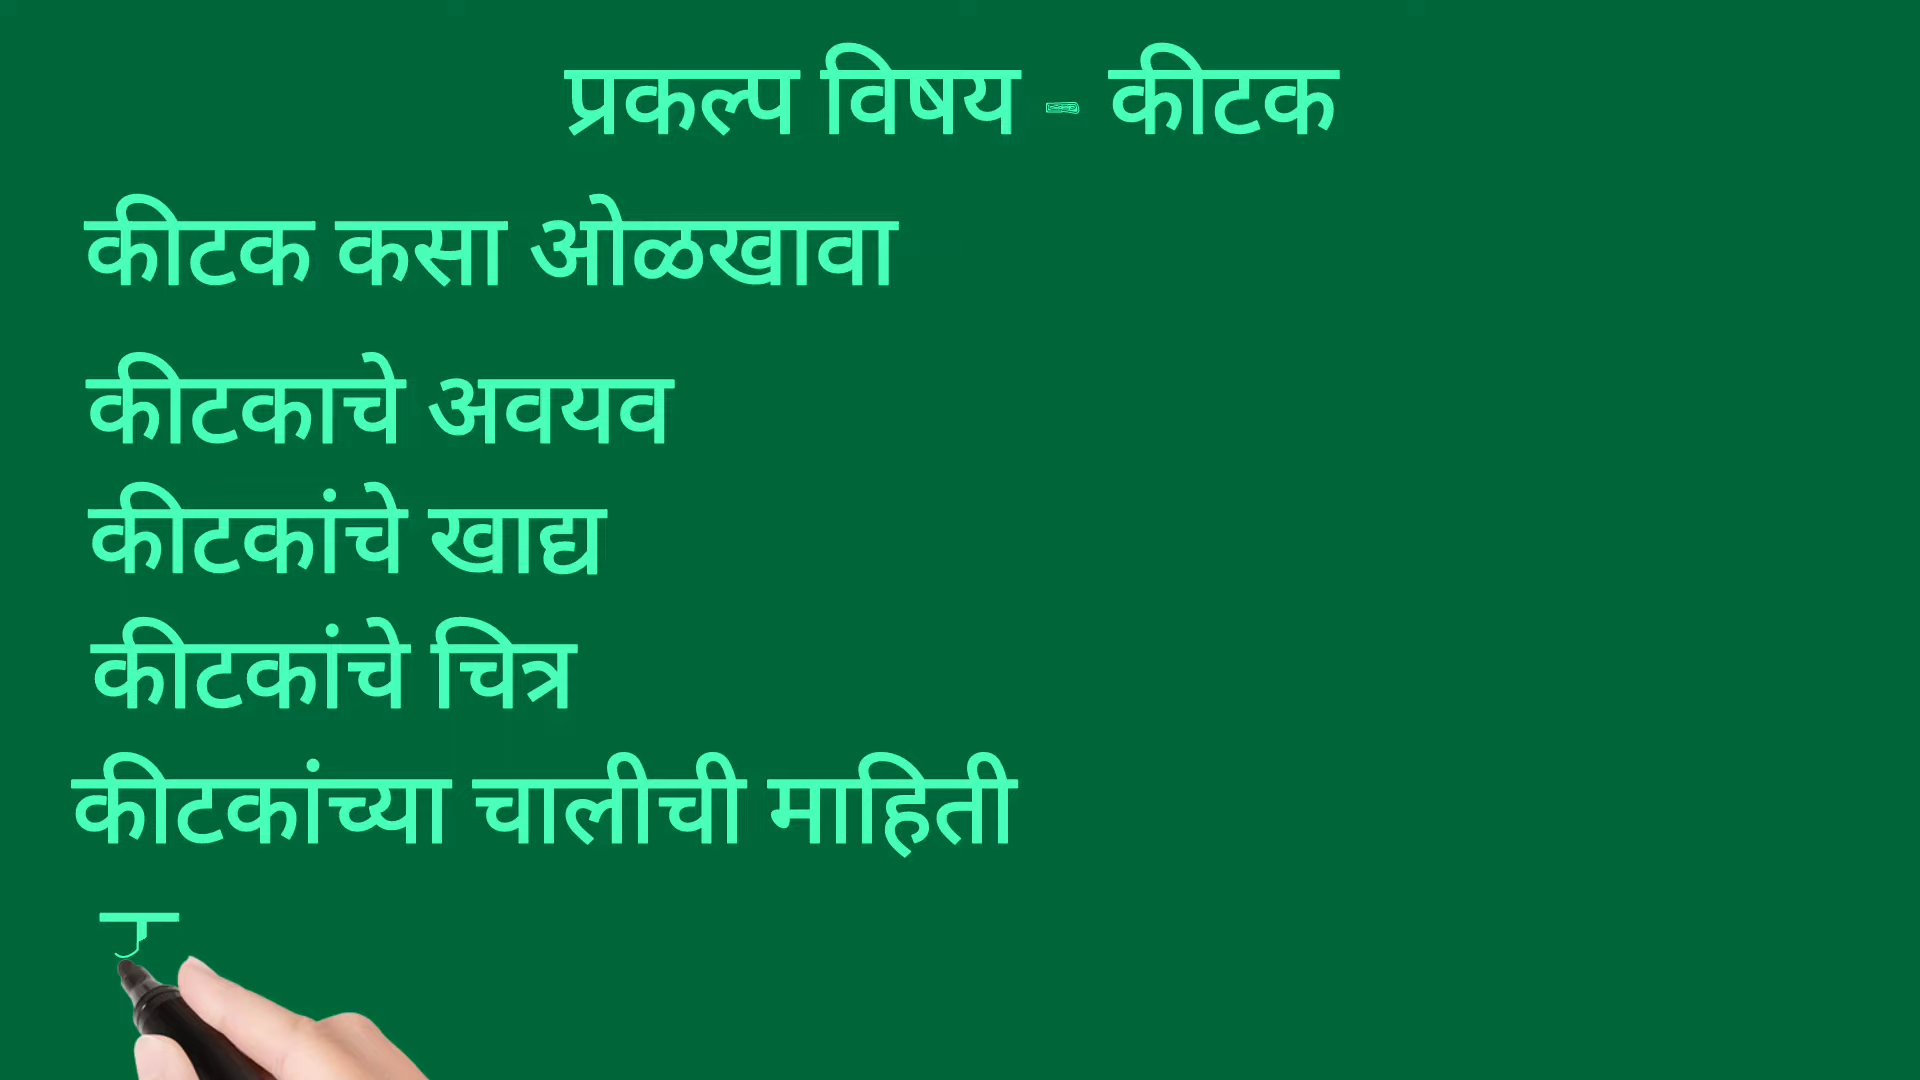 प्रकल्प विषय - कीटक
कीटक कसा ओळखावा
कीटकाचे अवयव
कीटकांचे खाद्य
कीटकांचे चित्र
कीटकांच्या चालीची माहिती